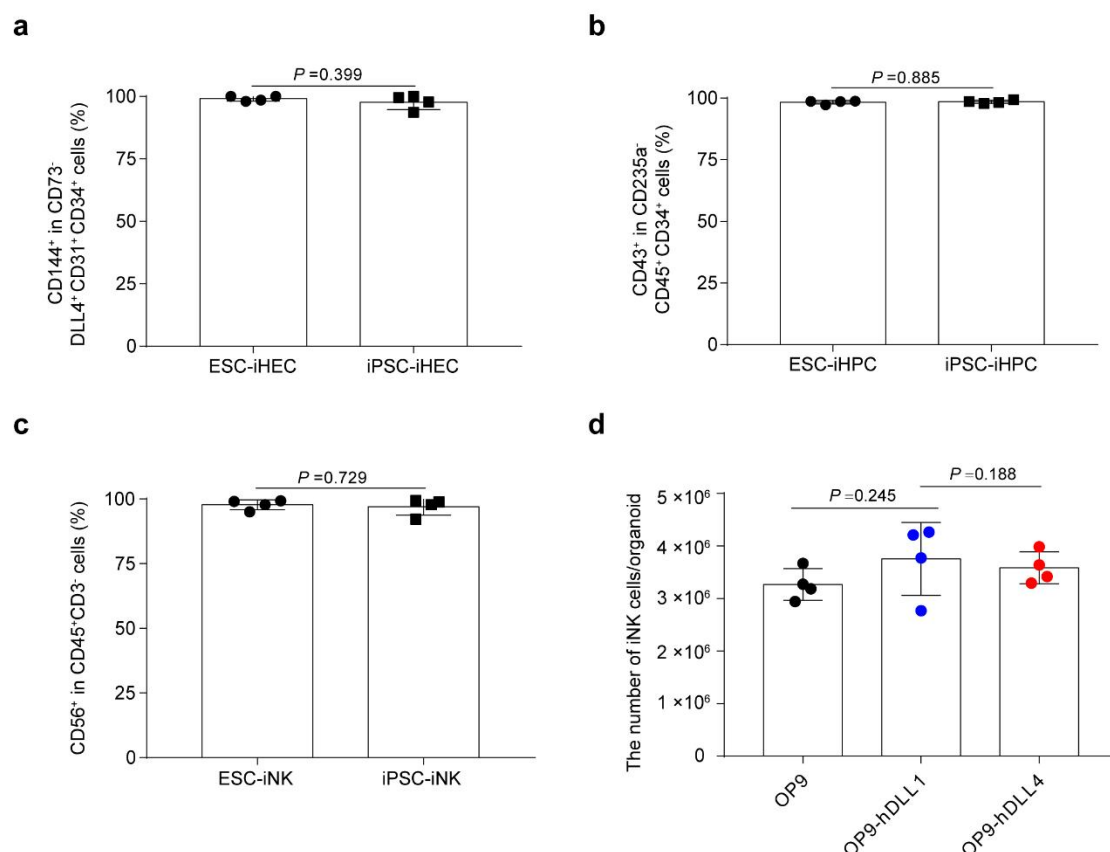 a
P =0.399
CD144⁺ in CD73⁻
DLL4⁺ CD31⁺ CD34⁺ cells (%)
100
75
50
25
0
ESC-iHEC
iPSC-iHEC
b
P =0.885
CD43⁺ in CD235a⁻
CD45⁺ CD34⁺ cells (%)
100
75
50
25
0
ESC-iHPC
iPSC-iHPC
c
P =0.729
CD56⁺ in CD45⁺CD3⁻ cells (%)
100
75
50
25
0
ESC-iNK
iPSC-iNK
d
P =0.188
P =0.245
The number of iNK cells/organoid
5 ×10⁶
4 ×10⁶
3 ×10⁶
2 ×10⁶
1 ×10⁶
0
OP9
OP9-hDLL1
OP9-hDLL4